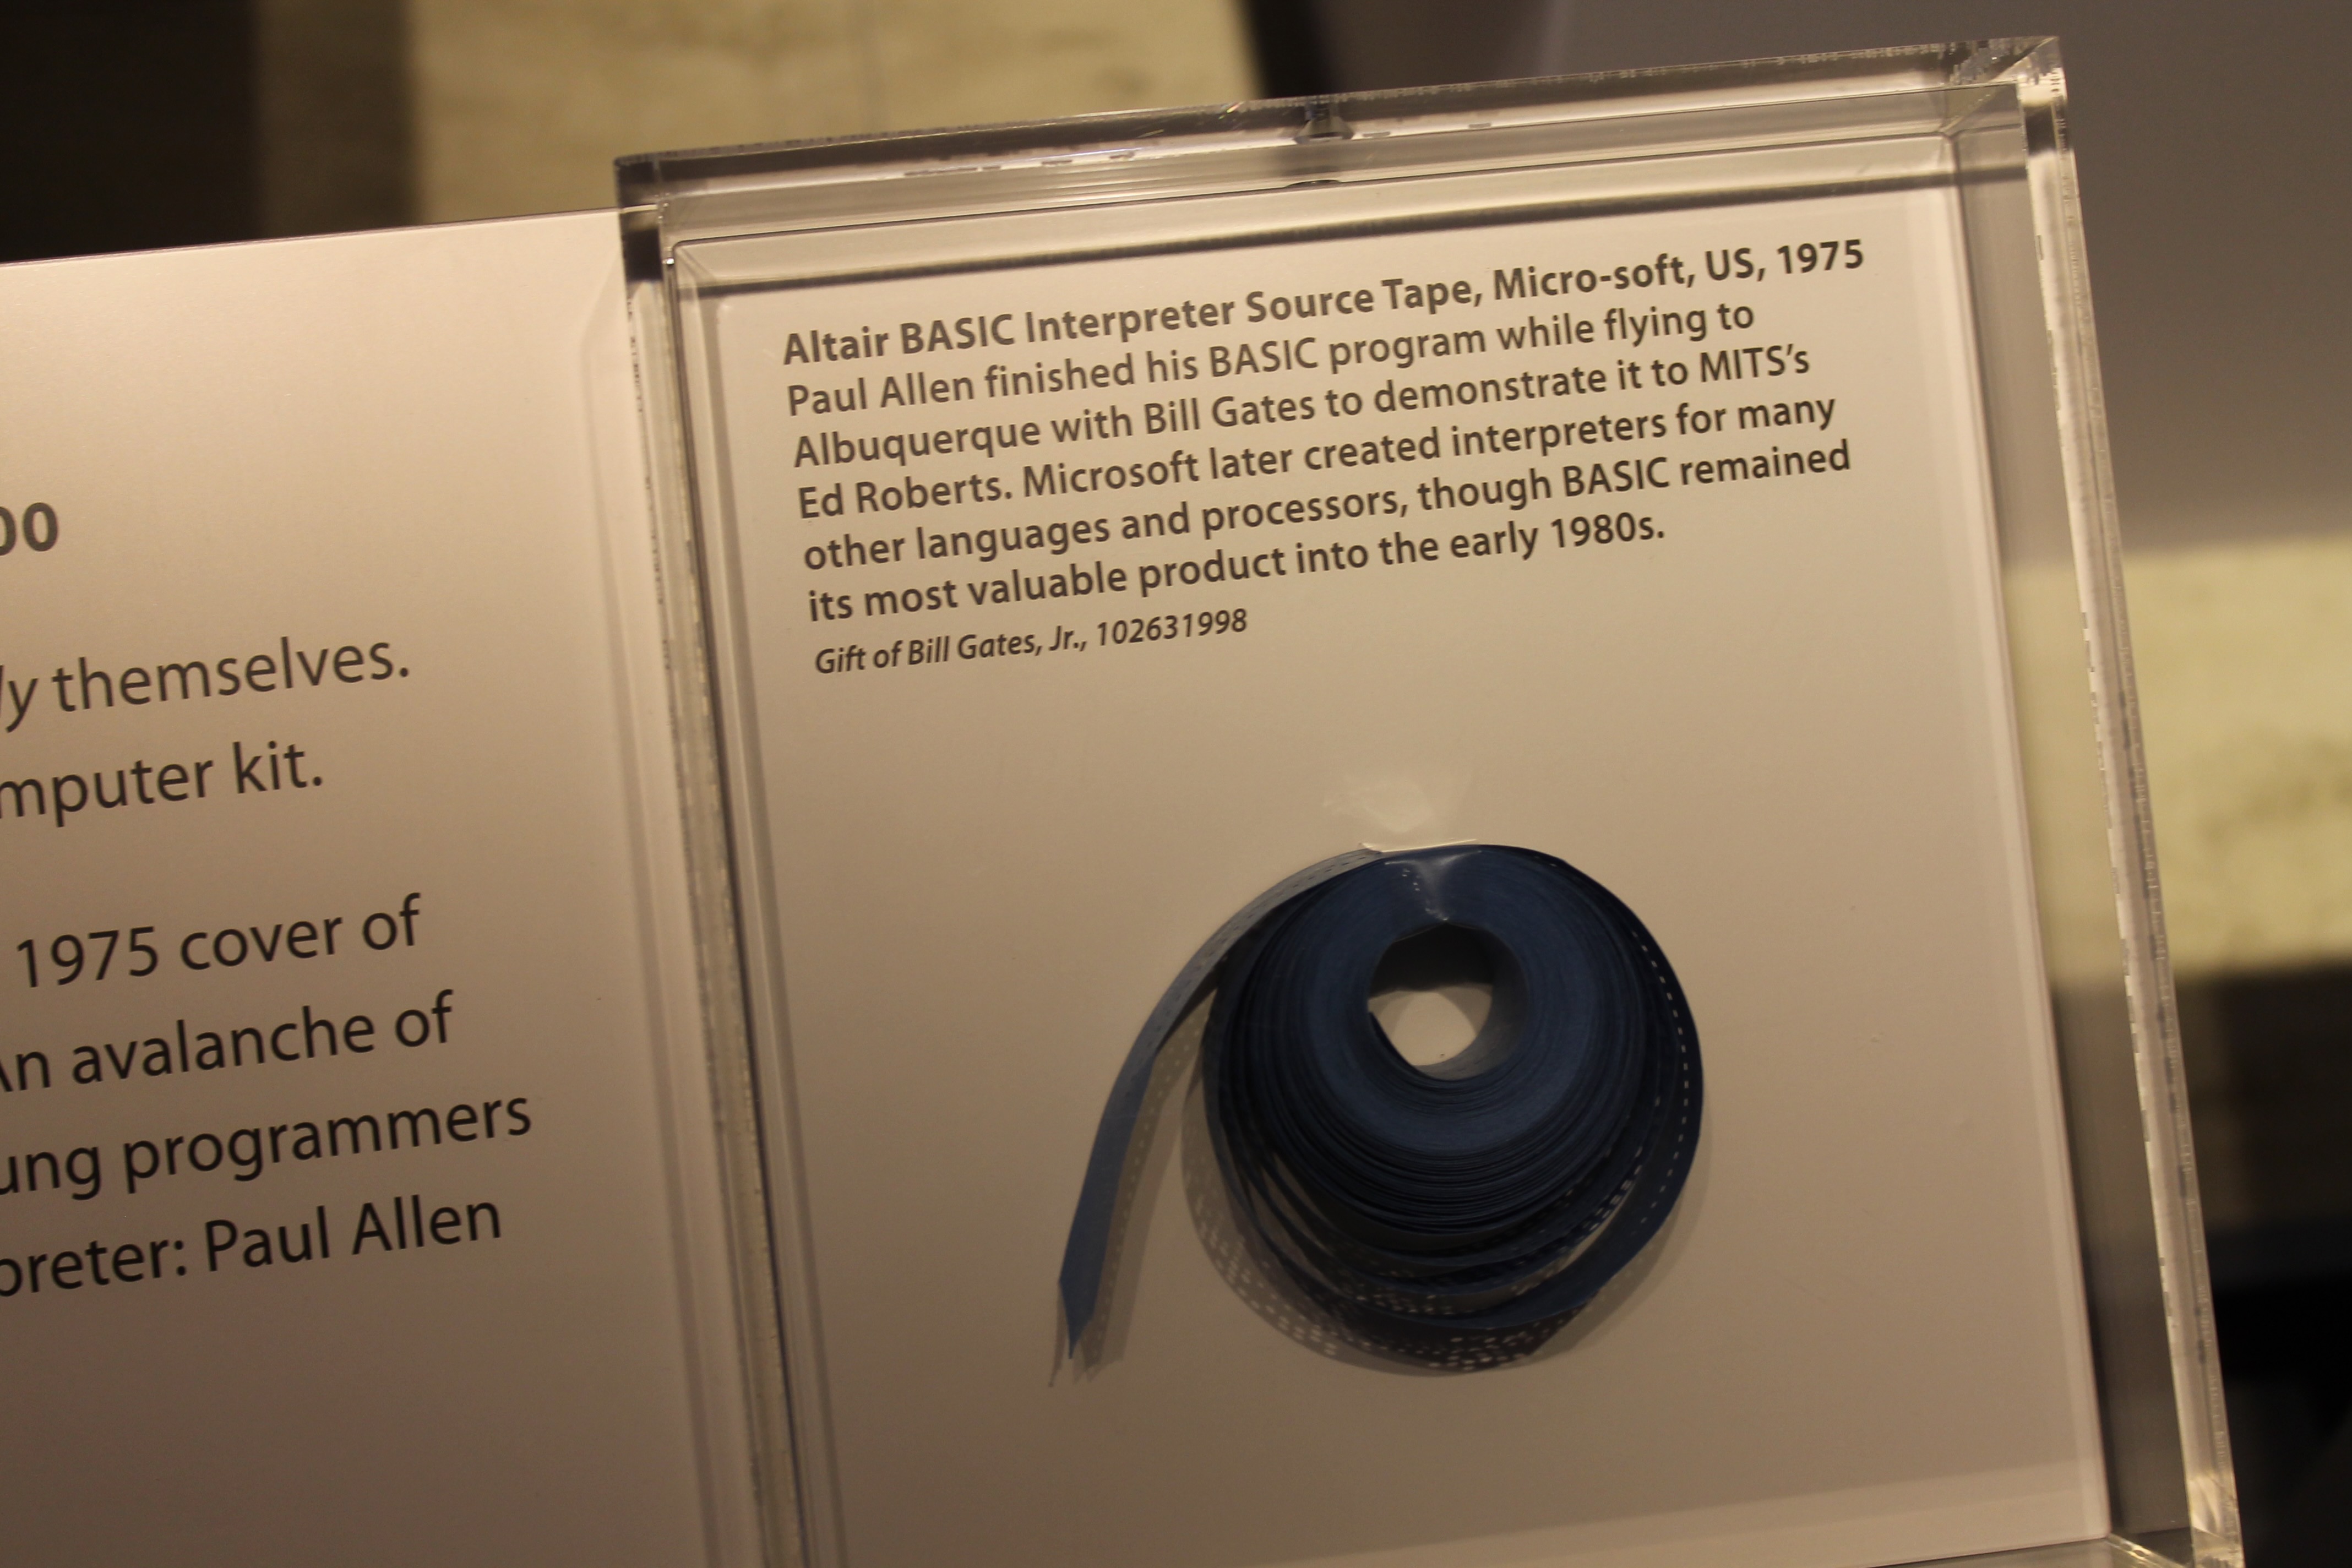 00
themselves.
kit.
1975 cover of
avalanche of
programmers
Paul Allen
Altair BASIC Interpreter Source Tape, Micro-soft, US, 1975
Paul Allen finished his BASIC program while flying to
Albuquerque with Bill Gates to demonstrate it to MITS’s
Ed Roberts. Microsoft later created interpreters for many
other languages and processors, though BASIC remained
its most valuable product into the early 1980s.
Gift of Bill Gates, Jr., 102631998